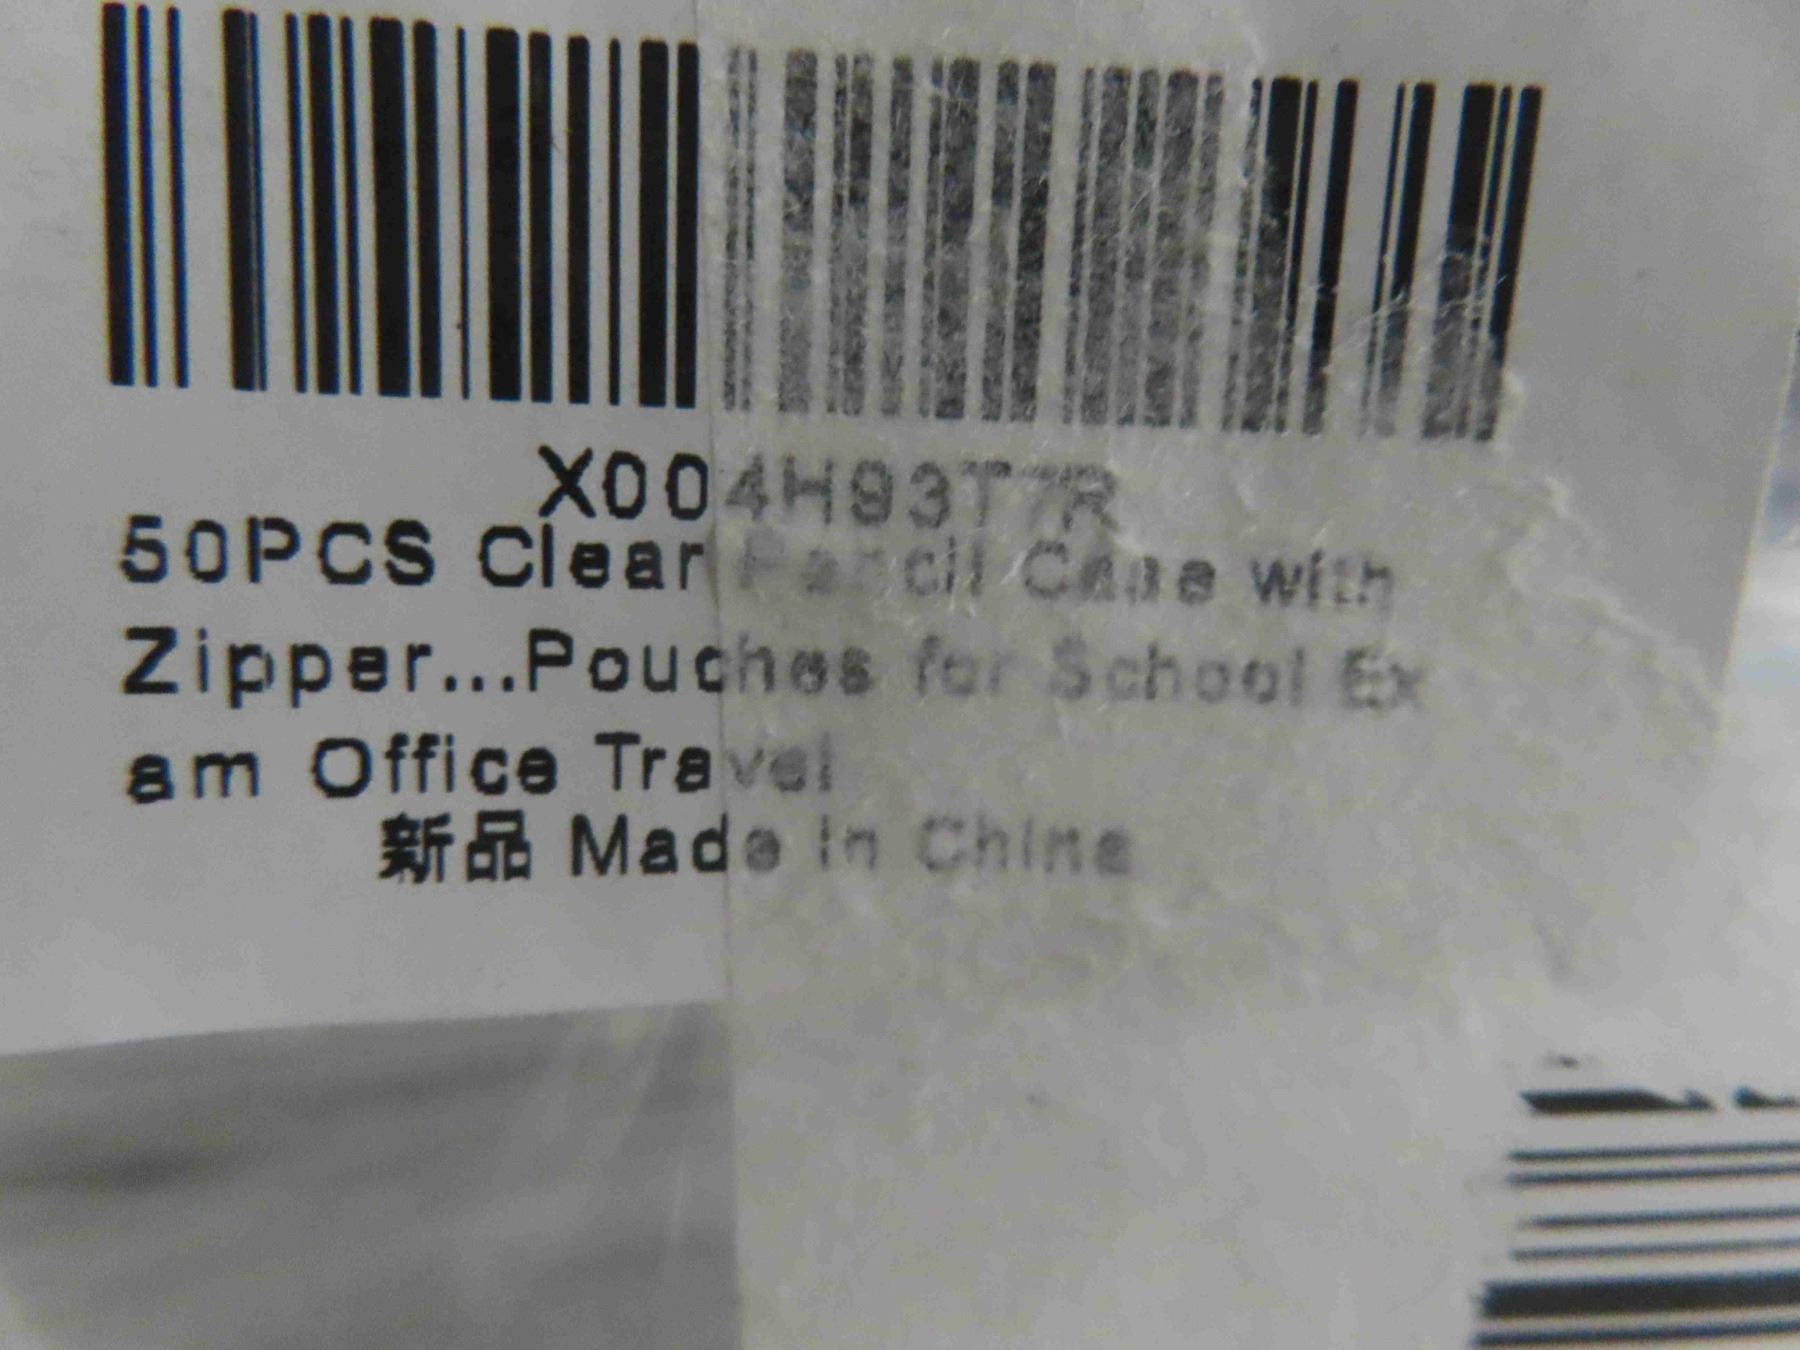 X004H93T7R
50PCS Clear Pencil Case with
Zipper...Pouches for School Ex
am Office Travel
新品 Made in China